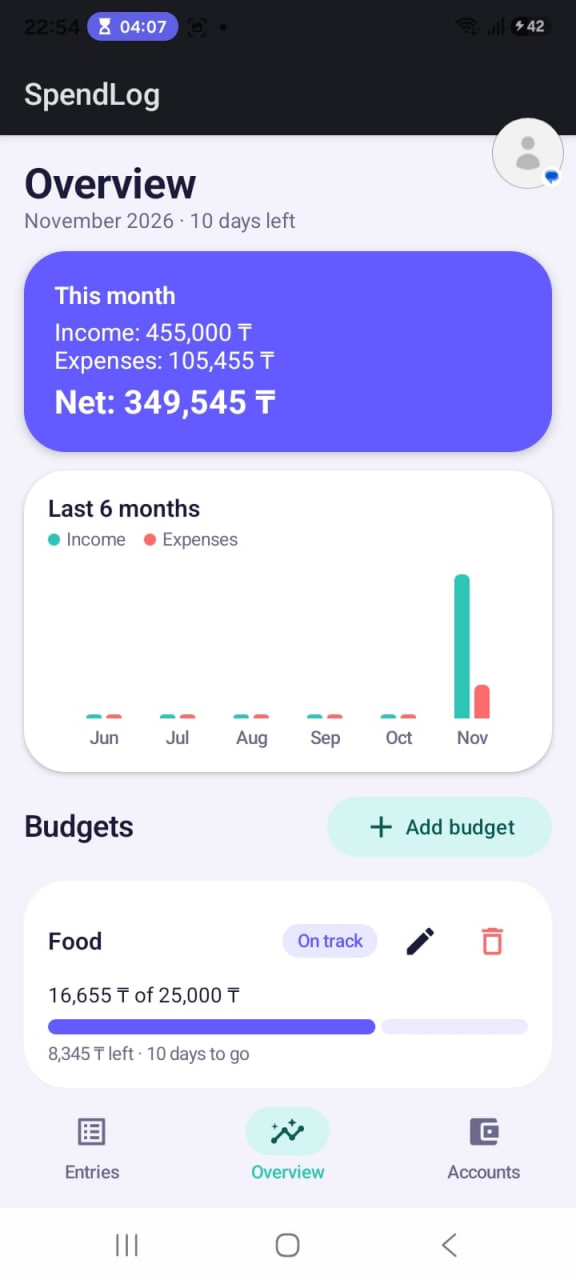 22:54 04:07 42
SpendLog
Overview
November 2026 · 10 days left
This month
Income: 455,000 ₸
Expenses: 105,455 ₸
Net: 349,545 ₸
Last 6 months
Income Expenses
Jun Jul Aug Sep Oct Nov
Budgets + Add budget
Food On track
16,655 ₸ of 25,000 ₸
8,345 ₸ left · 10 days to go
Entries Overview Accounts